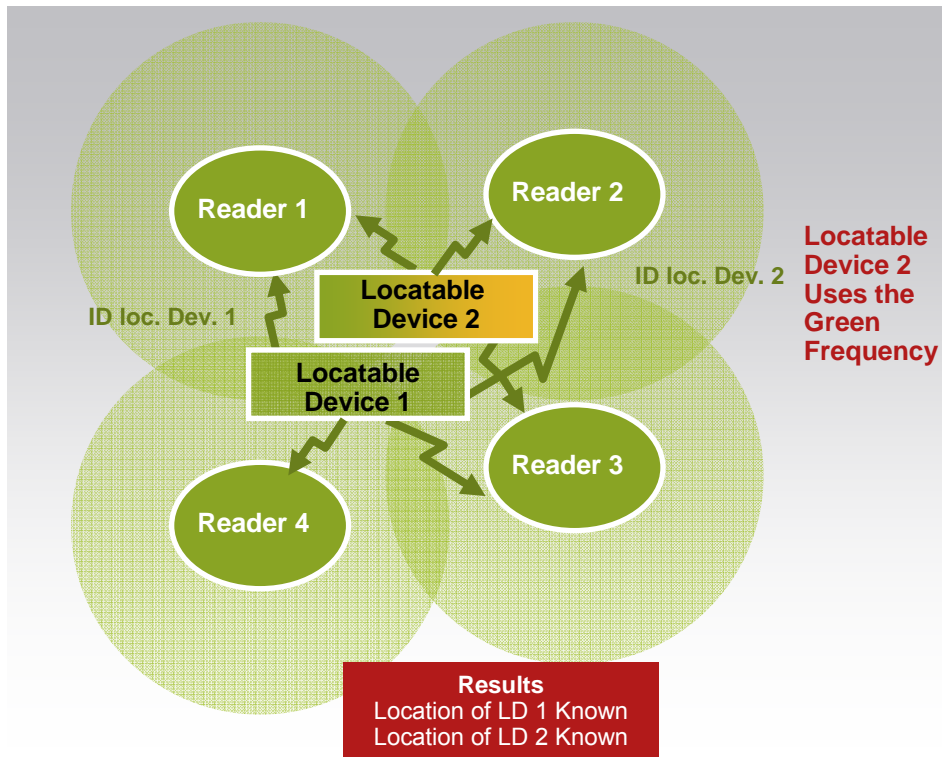 Reader 1
Reader 2
Locatable
Device 2
Uses the
Green
Frequency
ID loc. Dev. 2
ID loc. Dev. 1
Locatable
Device 2
Locatable
Device 1
Reader 3
Reader 4
Results
Location of LD 1 Known
Location of LD 2 Known